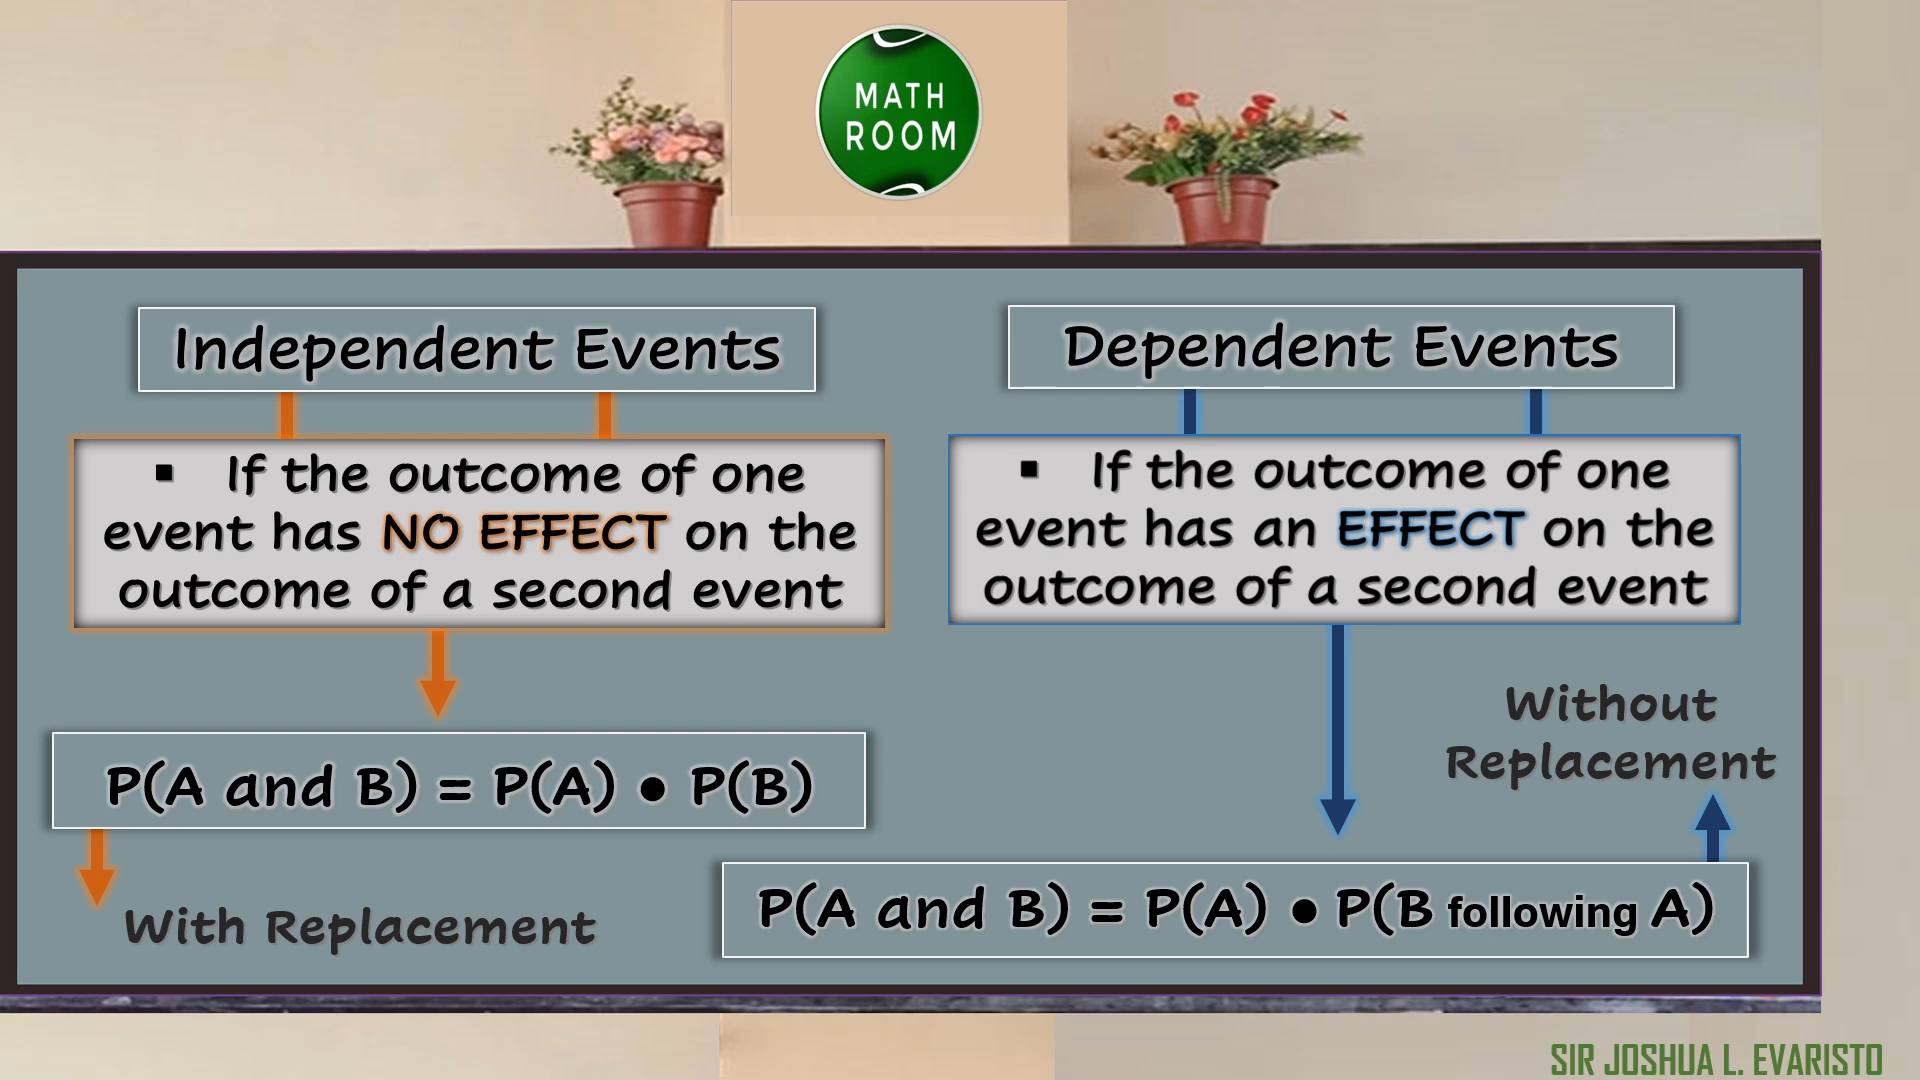 MATH
ROOM
Independent Events
▪ If the outcome of one
event has NO EFFECT on the
outcome of a second event
P(A and B) = P(A) • P(B)
With Replacement
Dependent Events
▪ If the outcome of one
event has an EFFECT on the
outcome of a second event
Without
Replacement
P(A and B) = P(A) • P(B following A)
SIR JOSHUA L. EVARISTO